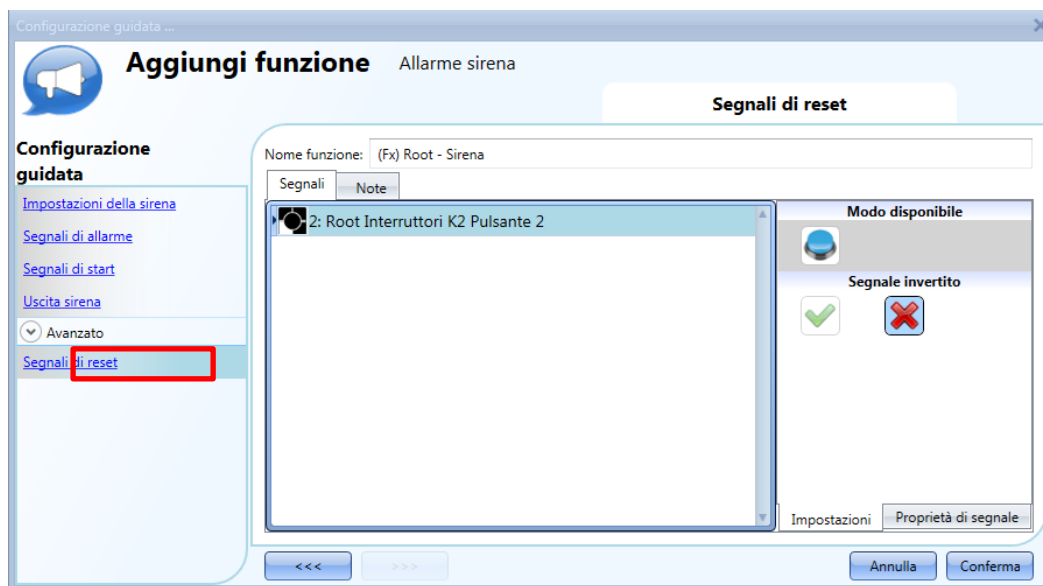 Configurazione guidata ...
Aggiungi funzione Allarme sirena
Segnali di reset
Configurazione
guidata
Impostazioni della sirena
Segnali di allarme
Segnali di start
Uscita sirena
Avanzato
Segnali di reset
Nome funzione: (Fx) Root - Sirena
Segnali Note
2: Root Interruttori K2 Pulsante 2
Modo disponibile
Segnale invertito
Impostazioni Proprietà di segnale
<<< >>> Annulla Conferma